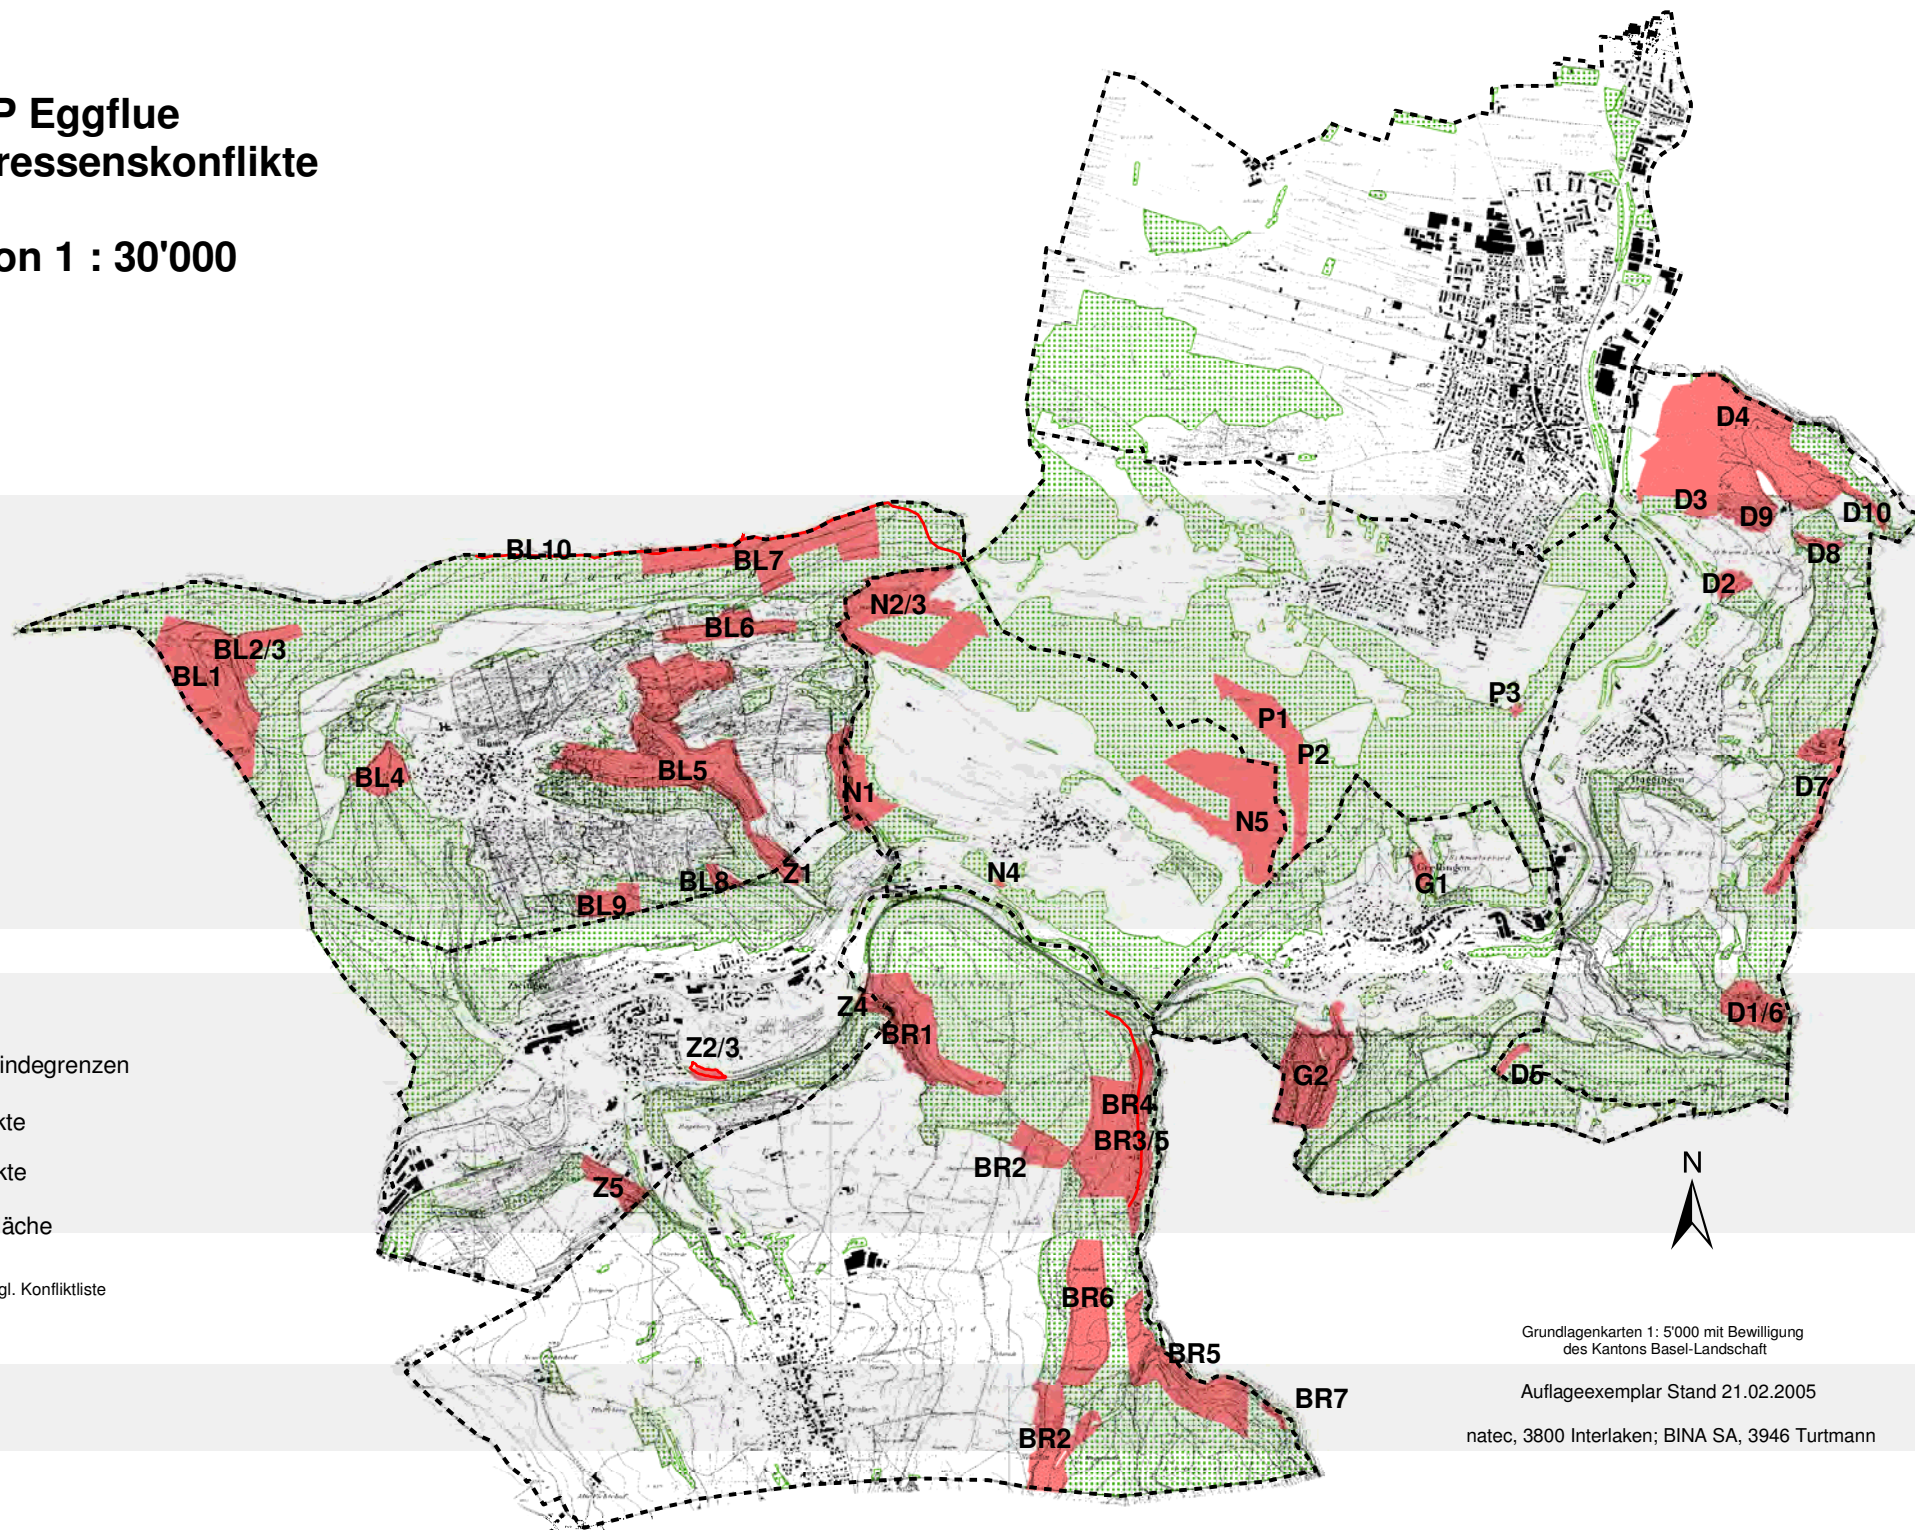 P Eggflue
ressenskonflikte
on 1 : 30'000
D4
D3
D9
D10
D8
D2
BL10
BL7
N2/3
BL6
BL2/3
BL1
P3
P1
P2
BL4
BL5
N1
D7
N5
Blauen
Duggingen
N4
Z1
BL8
BL9
G1
Grellingen
Zwingen
Z4
BR1
D1/6
Z2/3
G2
D5
indegrenzen
kte
kte
äche
gl. Konfliktliste
BR4
BR3/5
BR2
Z5
N
BR6
BR5
BR7
BR2
Grundlagenkarten 1: 5'000 mit Bewilligung
des Kantons Basel-Landschaft
Auflageexemplar Stand 21.02.2005
natec, 3800 Interlaken; BINA SA, 3946 Turtmann